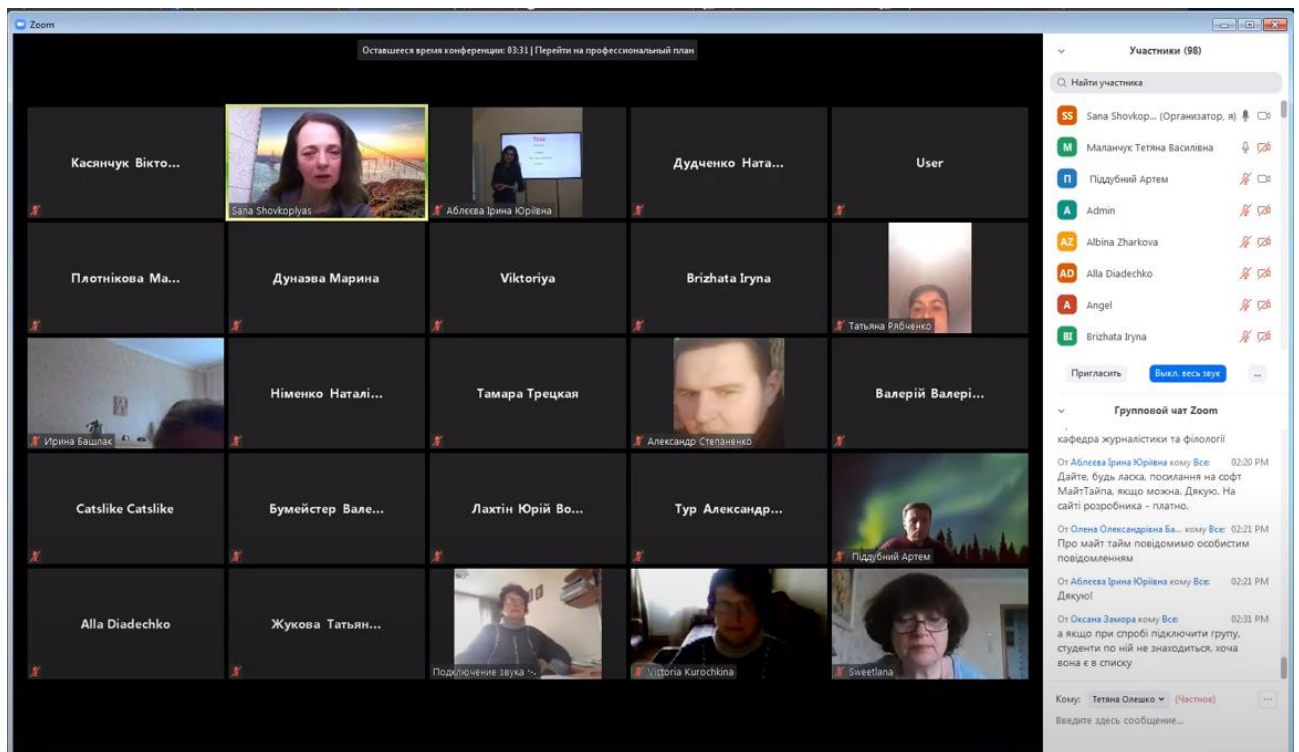 Zoom
Оставшееся время конференции: 03:31 | Перейти на профессиональный план
Касянчук Вікто...
Sana Shovkoplyas
Аблєєва Ірина Юріївна
Дудченко Ната...
User
Плотнікова Ма...
Дунаэва Марина
Viktoriya
Brizhata Iryna
Татьяна Рябченко
Ирина Башлак
Німенко Наталі...
Тамара Трецкая
Александр Степаненко
Валерій Валері...
Catslike Catslike
Бумейстер Вале...
Лахтін Юрій Во...
Тур Александр...
Піддубний Артем
Alla Diadechko
Жукова Татьян...
Подключение звука
Victoria Kurochkina
Sweetlana
Участники (98)
Найти участника
SS Sana Shovkop... (Организатор, я)
М Маланчук Тетяна Василівна
П Піддубний Артем
A Admin
AZ Albina Zharkova
AD Alla Diadechko
A Angel
BI Brizhata Iryna
Пригласить Выкл. весь звук ...
Групповой чат Zoom
кафедра журналістики та філології
От Аблєєва Ірина Юріївна кому Все: 02:20 PM
Дайте, будь ласка, посилання на софт
МайтТайпа, якщо можна. Дякую. На
сайті розробника - платно.
От Олена Олександрівна Ба... кому Все: 02:21 PM
Про майт тайм повідомимо особистим
повідомленням
От Аблєєва Ірина Юріївна кому Все: 02:21 PM
Дякую!
От Оксана Замора кому Все: 02:31 PM
а якщо при спробі підключити групу,
студенти по ній не знаходиться, хоча
вона є в списку
Кому: Тетяна Олешко (Частное) ...
Введите здесь сообщение...